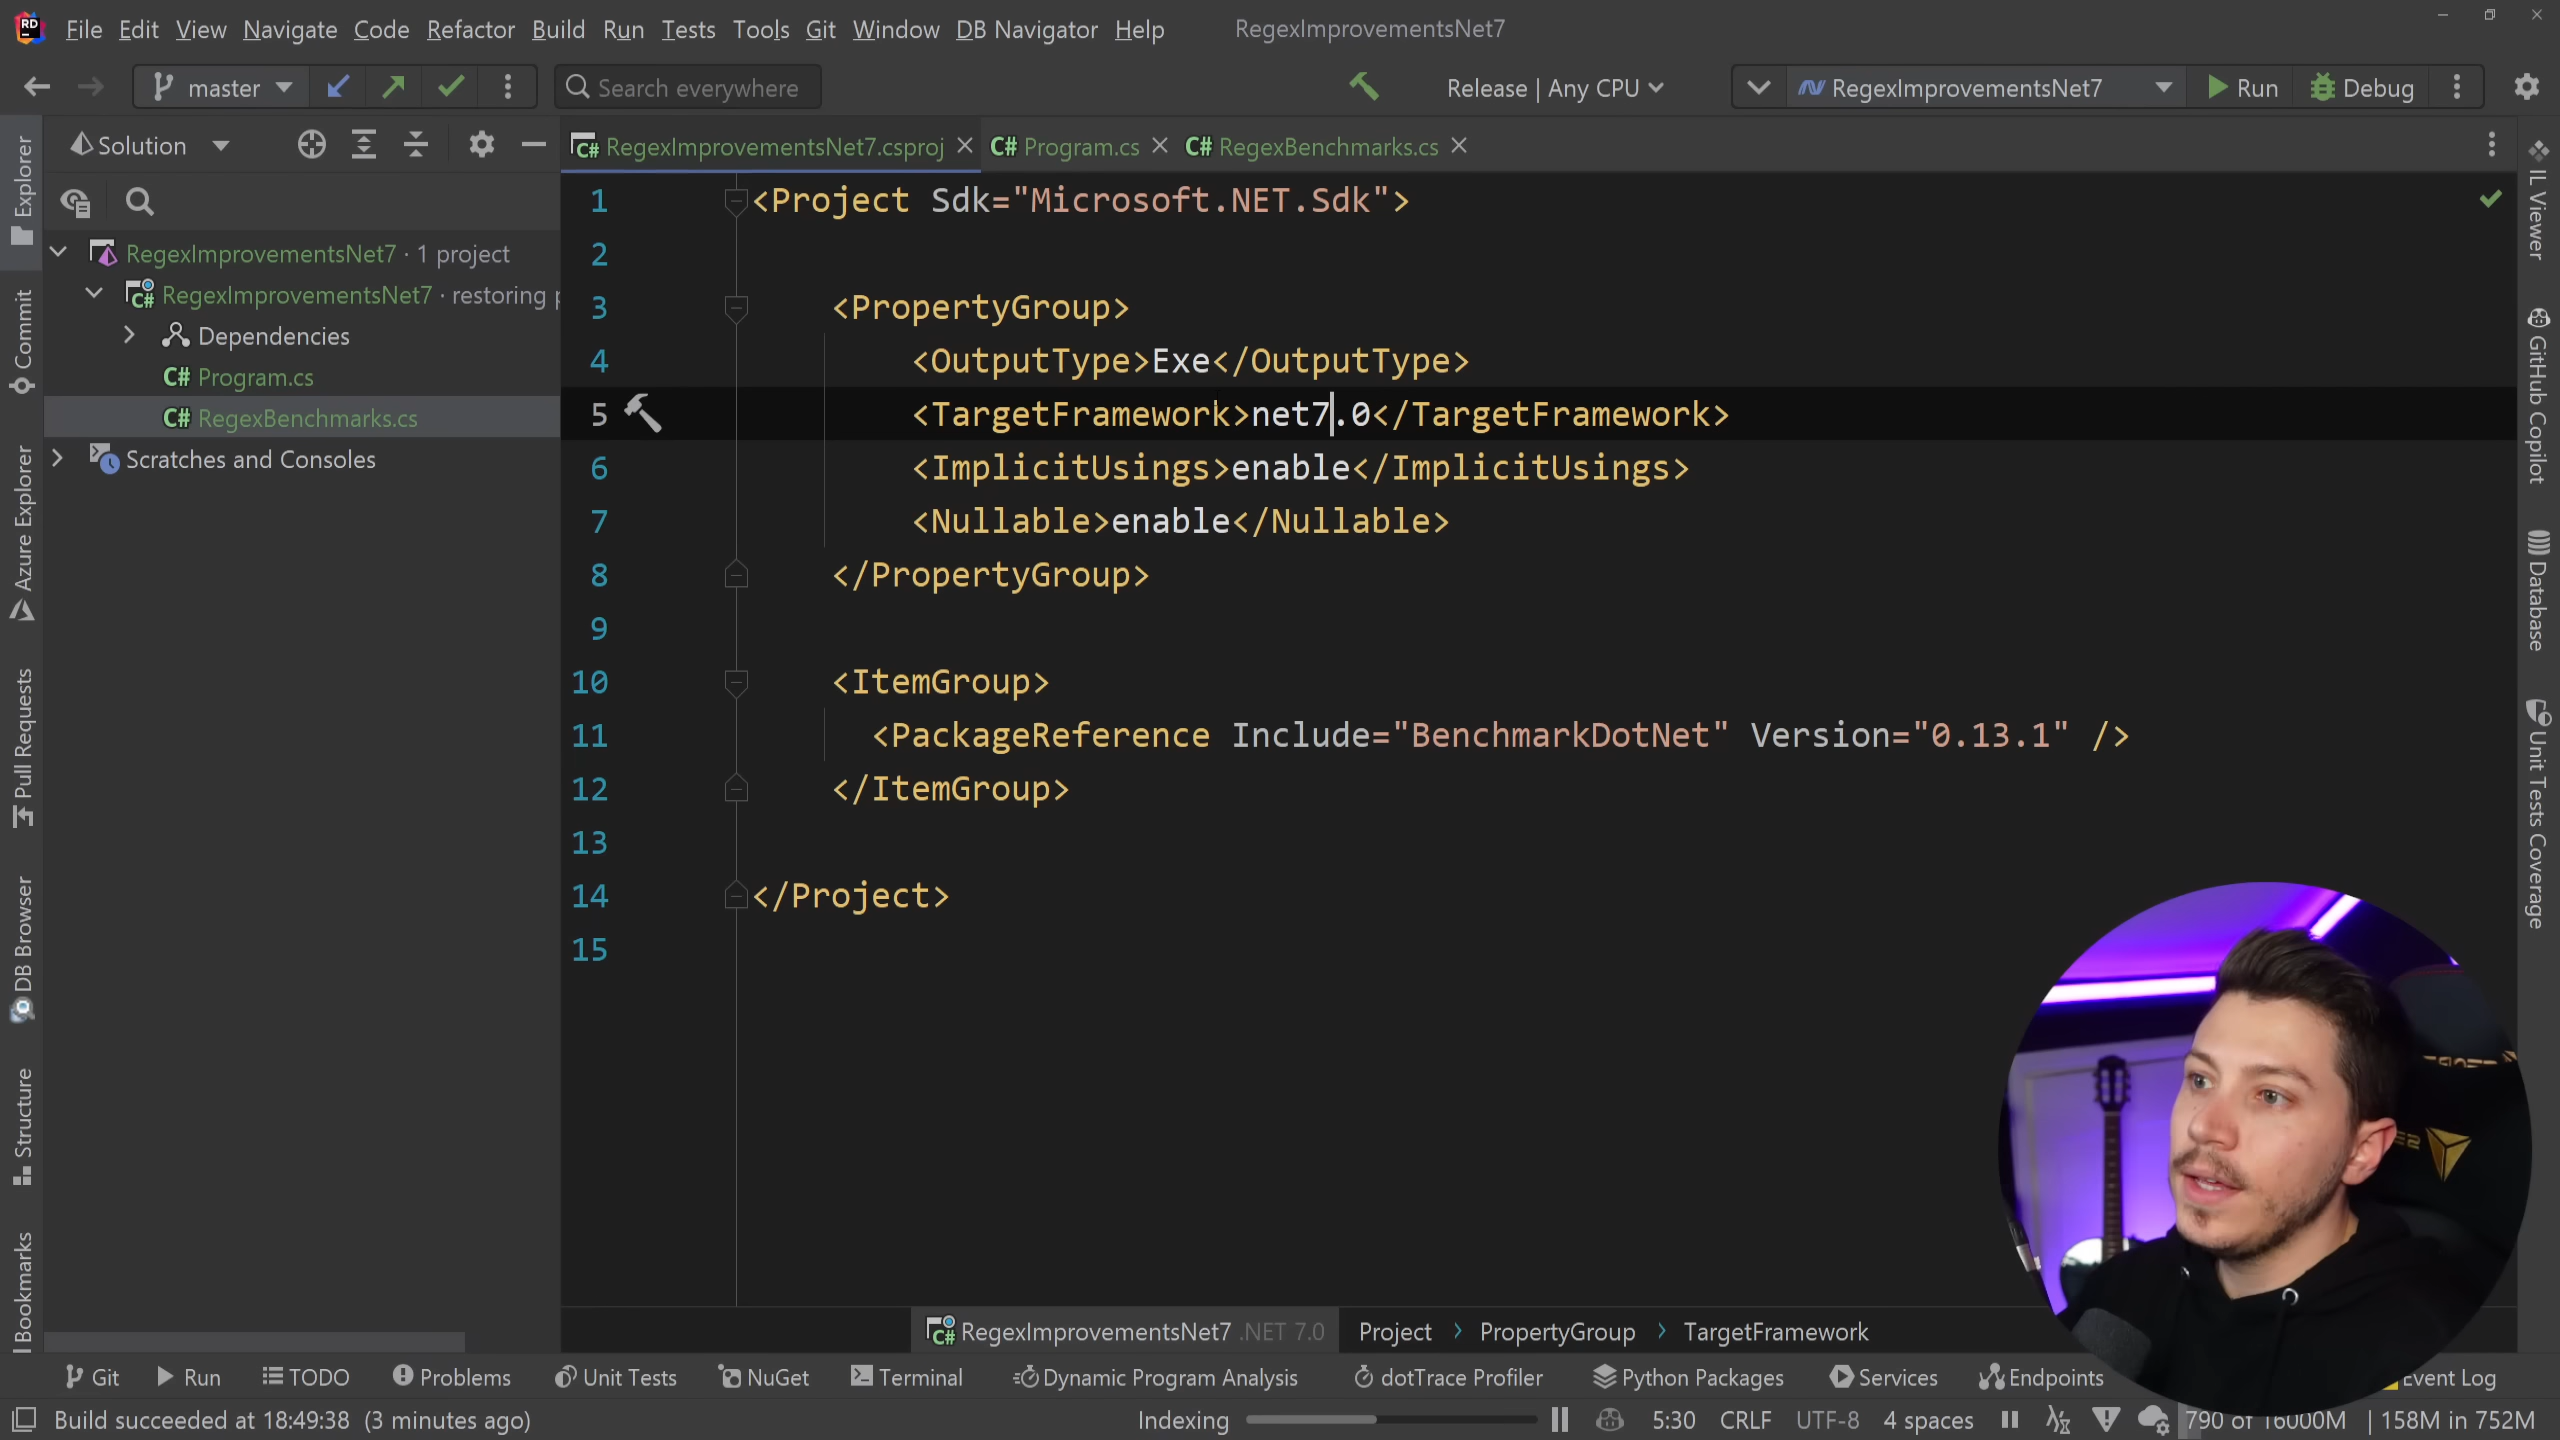 RD File Edit View Navigate Code Refactor Build Run Tests Tools Git Window DB Navigator Help RegexImprovementsNet7
master Search everywhere Release | Any CPU RegexImprovementsNet7 Run Debug
Solution
RegexImprovementsNet7.csproj C# Program.cs C# RegexBenchmarks.cs
RegexImprovementsNet7 · 1 project
C# RegexImprovementsNet7 · restoring p
Dependencies
C# Program.cs
C# RegexBenchmarks.cs
Scratches and Consoles
Explorer
Commit
Azure Explorer
Pull Requests
DB Browser
Structure
Bookmarks
1 <Project Sdk="Microsoft.NET.Sdk">
2
3 <PropertyGroup>
4 <OutputType>Exe</OutputType>
5 <TargetFramework>net7.0</TargetFramework>
6 <ImplicitUsings>enable</ImplicitUsings>
7 <Nullable>enable</Nullable>
8 </PropertyGroup>
9
10 <ItemGroup>
11 <PackageReference Include="BenchmarkDotNet" Version="0.13.1" />
12 </ItemGroup>
13
14 </Project>
15
IL Viewer
GitHub Copilot
Database
Unit Tests Coverage
C# RegexImprovementsNet7 .NET 7.0 Project › PropertyGroup › TargetFramework
Git Run TODO Problems Unit Tests NuGet Terminal Dynamic Program Analysis dotTrace Profiler Python Packages Services Endpoints Event Log
Build succeeded at 18:49:38 (3 minutes ago) Indexing 5:30 CRLF UTF-8 4 spaces 790 of 16000M | 158M in 752M